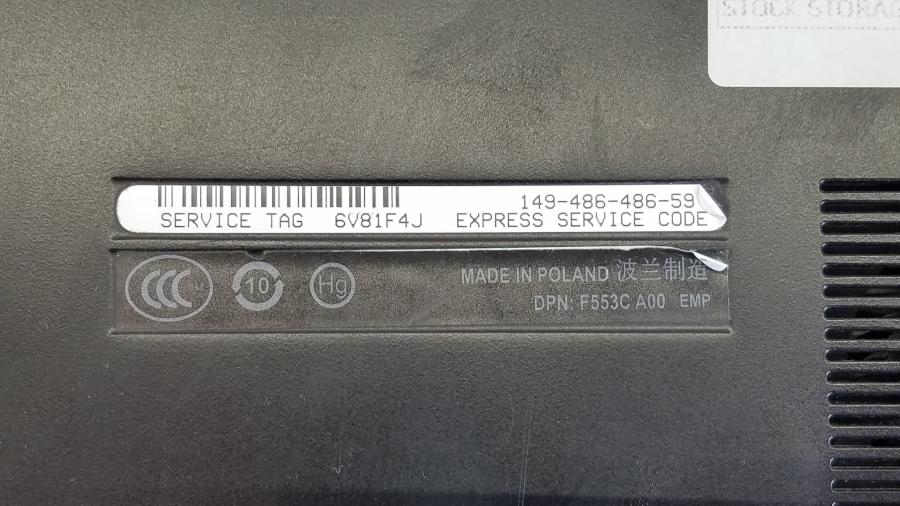 STOCK STORAG
149-486-486-59
SERVICE TAG 6V81F4J EXPRESS SERVICE CODE
CCC 10 Hg MADE IN POLAND 波兰制造
DPN: F553C A00 EMP